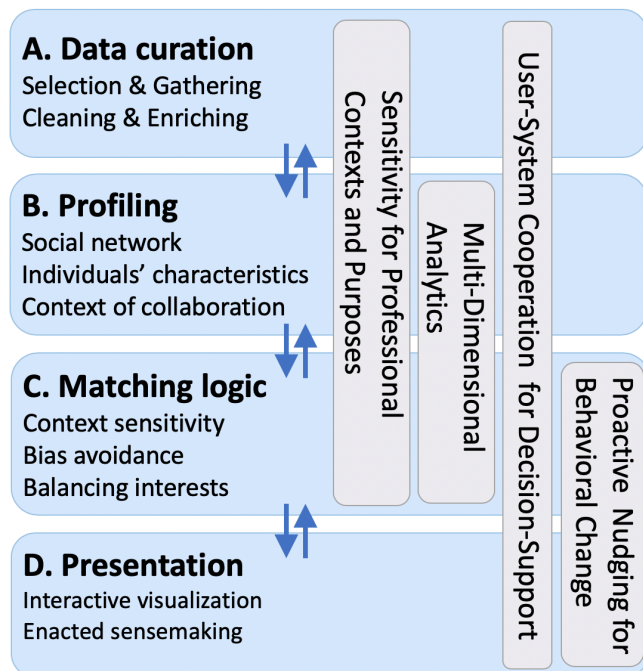 A. Data curation
Selection & Gathering
Cleaning & Enriching
B. Profiling
Social network
Individuals’ characteristics
Context of collaboration
C. Matching logic
Context sensitivity
Bias avoidance
Balancing interests
D. Presentation
Interactive visualization
Enacted sensemaking
Sensitivity for Professional
Contexts and Purposes
Multi-Dimensional
Analytics
User-System Cooperation for Decision-Support
Proactive Nudging for
Behavioral Change